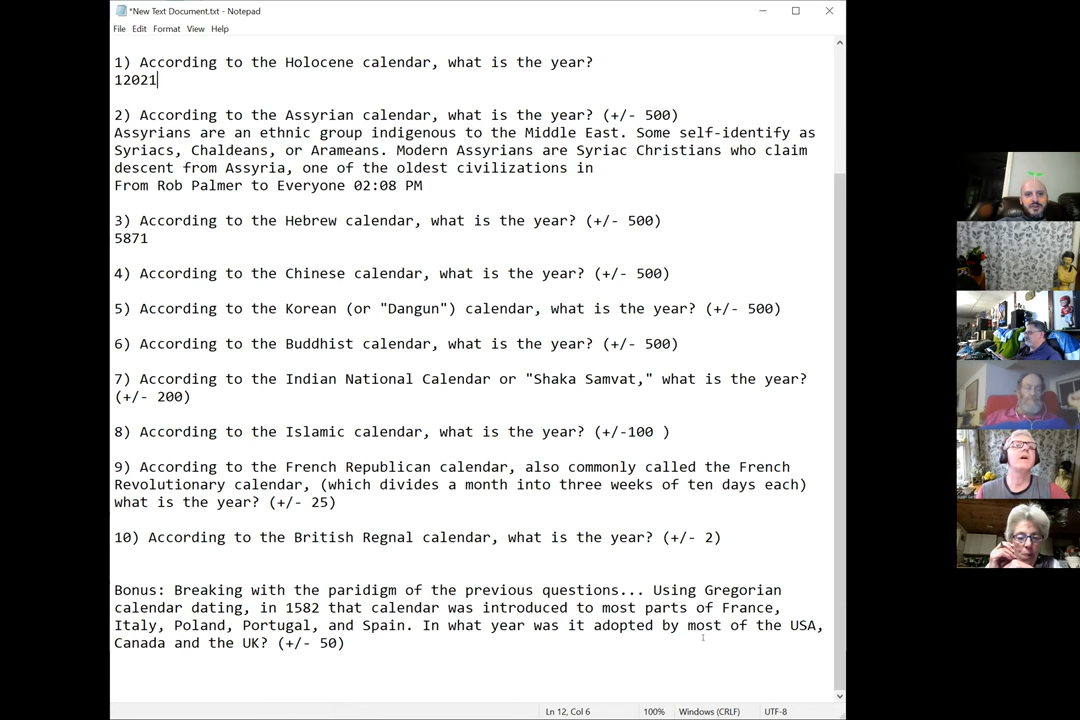 *New Text Document.txt - Notepad
File Edit Format View Help
1) According to the Holocene calendar, what is the year?
12021
2) According to the Assyrian calendar, what is the year? (+/- 500)
Assyrians are an ethnic group indigenous to the Middle East. Some self-identify as
Syriacs, Chaldeans, or Arameans. Modern Assyrians are Syriac Christians who claim
descent from Assyria, one of the oldest civilizations in
From Rob Palmer to Everyone 02:08 PM
3) According to the Hebrew calendar, what is the year? (+/- 500)
5871
4) According to the Chinese calendar, what is the year? (+/- 500)
5) According to the Korean (or "Dangun") calendar, what is the year? (+/- 500)
6) According to the Buddhist calendar, what is the year? (+/- 500)
7) According to the Indian National Calendar or "Shaka Samvat," what is the year?
(+/- 200)
8) According to the Islamic calendar, what is the year? (+/-100 )
9) According to the French Republican calendar, also commonly called the French
Revolutionary calendar, (which divides a month into three weeks of ten days each)
what is the year? (+/- 25)
10) According to the British Regnal calendar, what is the year? (+/- 2)
Bonus: Breaking with the paridigm of the previous questions... Using Gregorian
calendar dating, in 1582 that calendar was introduced to most parts of France,
Italy, Poland, Portugal, and Spain. In what year was it adopted by most of the USA,
Canada and the UK? (+/- 50)
Ln 12, Col 6 100% Windows (CRLF) UTF-8